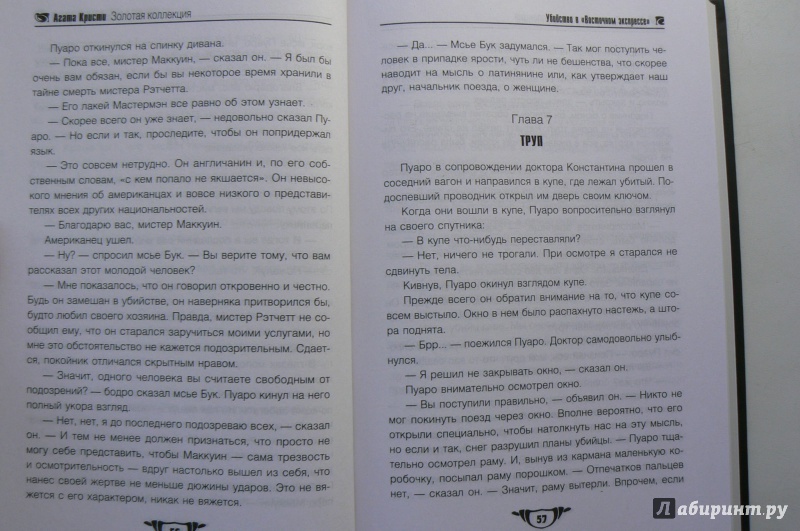 Агата Кристи Золотая коллекция
Пуаро откинулся на спинку дивана.
— Пока все, мистер Маккуин, — сказал он. — Я был бы
очень вам обязан, если бы вы некоторое время хранили в
тайне смерть мистера Рэтчетта.
— Его лакей Мастермэн все равно об этом узнает.
— Скорее всего он уже знает, — недовольно сказал Пу-
аро. — Но если и так, проследите, чтобы он попридержал
язык.
— Это совсем нетрудно. Он англичанин и, по его соб-
ственным словам, «с кем попало не якшается». Он невысо-
кого мнения об американцах и вовсе низкого о представи-
телях всех других национальностей.
— Благодарю вас, мистер Маккуин.
Американец ушел.
— Ну? — спросил мсье Бук. — Вы верите тому, что вам
рассказал этот молодой человек?
— Мне показалось, что он говорил откровенно и честно.
Будь он замешан в убийстве, он наверняка притворился бы,
будто любил своего хозяина. Правда, мистер Рэтчетт не со-
общил ему, что он старался заручиться моими услугами, но
мне это обстоятельство не кажется подозрительным. Сдает-
ся, покойник отличался скрытным нравом.
— Значит, одного человека вы считаете свободным от
подозрений? — бодро сказал мсье Бук. Пуаро кинул на него
полный укора взгляд.
— Нет, нет, я до последнего подозреваю всех, — сказал
он. — И тем не менее должен признаться, что просто не
могу себе представить, чтобы Маккуин — сама трезвость
и осмотрительность — вдруг настолько вышел из себя, что
нанес своей жертве не меньше дюжины ударов. Это не вя-
жется с его характером, никак не вяжется.
Убийство в «Восточном экспрессе»
— Да... — Мсье Бук задумался. — Так мог поступить че-
ловек в припадке ярости, чуть ли не бешенства, что скорее
наводит на мысль о латинянине или, как утверждает наш
друг, начальник поезда, о женщине.
Глава 7
ТРУП
Пуаро в сопровождении доктора Константина прошел в
соседний вагон и направился в купе, где лежал убитый. По-
доспевший проводник открыл им дверь своим ключом.
Когда они вошли в купе, Пуаро вопросительно взглянул
на своего спутника:
— В купе что-нибудь переставляли?
— Нет, ничего не трогали. При осмотре я старался не
сдвинуть тела.
Кивнув, Пуаро окинул взглядом купе.
Прежде всего он обратил внимание на то, что купе со-
всем выстыло. Окно в нем было распахнуто настежь, а што-
ра поднята.
— Брр... — поежился Пуаро. Доктор самодовольно улыб-
нулся.
— Я решил не закрывать окно, — сказал он.
Пуаро внимательно осмотрел окно.
— Вы поступили правильно, — объявил он. — Никто не
мог покинуть поезд через окно. Вполне вероятно, что его
открыли специально, чтобы натолкнуть нас на эту мысль,
но если и так, снег разрушил планы убийцы. — Пуаро тща-
тельно осмотрел раму. И, вынув из кармана маленькую ко-
робочку, посыпал раму порошком. — Отпечатков пальцев
нет, — сказал он. — Значит, раму вытерли. Впрочем, если
57
Лабиринт.ру